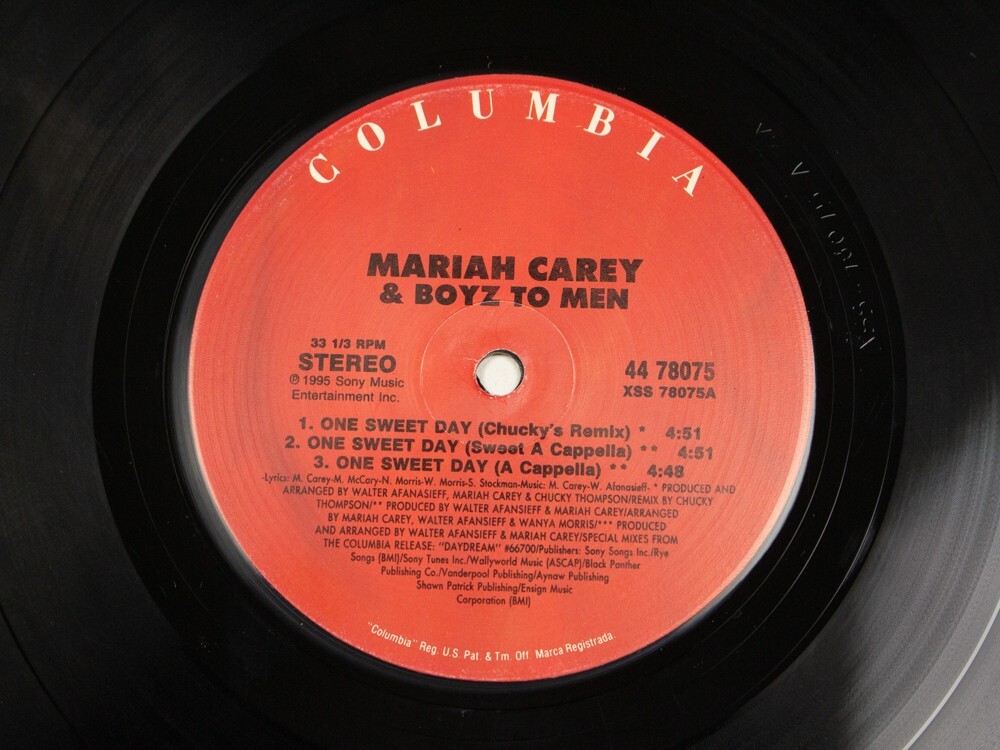 COLUMBIA
MARIAH CAREY
& BOYZ TO MEN
33 1/3 RPM
STEREO
℗ 1995 Sony Music
Entertainment Inc.
44 78075
XSS 78075A
1. ONE SWEET DAY (Chucky's Remix) * 4:51
2. ONE SWEET DAY (Sweet A Cappella) ** 4:51
3. ONE SWEET DAY (A Cappella) ** 4:48
-Lyrics: M. Carey-M. McCary-N. Morris-W. Morris-S. Stockman-Music: M. Carey-W. Afanasieff- * PRODUCED AND
ARRANGED BY WALTER AFANASIEFF, MARIAH CAREY & CHUCKY THOMPSON/REMIX BY CHUCKY
THOMPSON/** PRODUCED BY WALTER AFANSIEFF & MARIAH CAREY/ARRANGED
BY MARIAH CAREY, WALTER AFANSIEFF & WANYA MORRIS/*** PRODUCED
AND ARRANGED BY WALTER AFANSIEFF & MARIAH CAREY/SPECIAL MIXES FROM
THE COLUMBIA RELEASE: "DAYDREAM" #66700/Publishers: Sony Songs Inc./Rye
Songs (BMI)/Sony Tunes Inc./Wallyworld Music (ASCAP)/Black Panther
Publishing Co./Vanderpool Publishing/Aynaw Publishing
Shawn Patrick Publishing/Ensign Music
Corporation (BMI)
"Columbia" Reg. U.S. Pat. & Tm. Off. Marca Registrada.